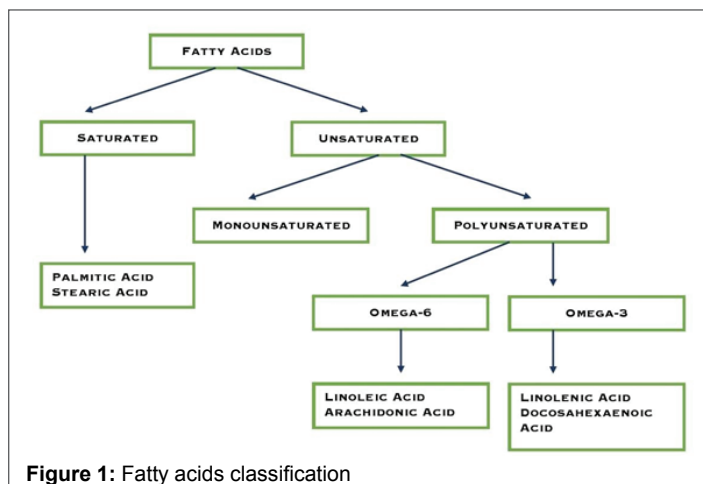 FATTY ACIDS
SATURATED
UNSATURATED
MONOUNSATURATED
POLYUNSATURATED
PALMITIC ACID
STEARIC ACID
OMEGA-6
OMEGA-3
LINOLEIC ACID
ARACHIDONIC ACID
LINOLENIC ACID
DOCOSAHEXAENOIC
ACID
Figure 1: Fatty acids classification